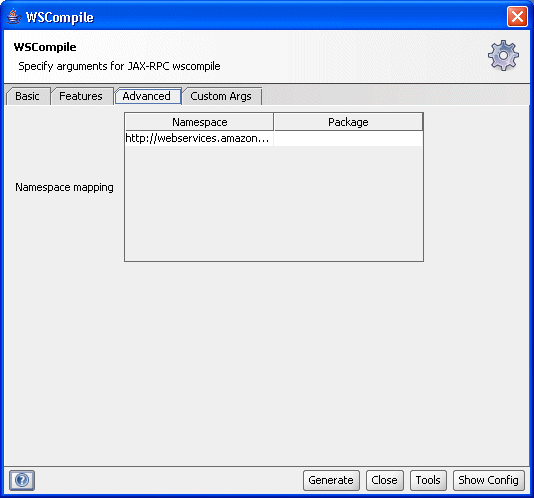 WSCompile
WSCompile
Specify arguments for JAX-RPC wscompile
Basic Features Advanced Custom Args
Namespace Package
http://webservices.amazon...
Namespace mapping
Generate Close Tools Show Config